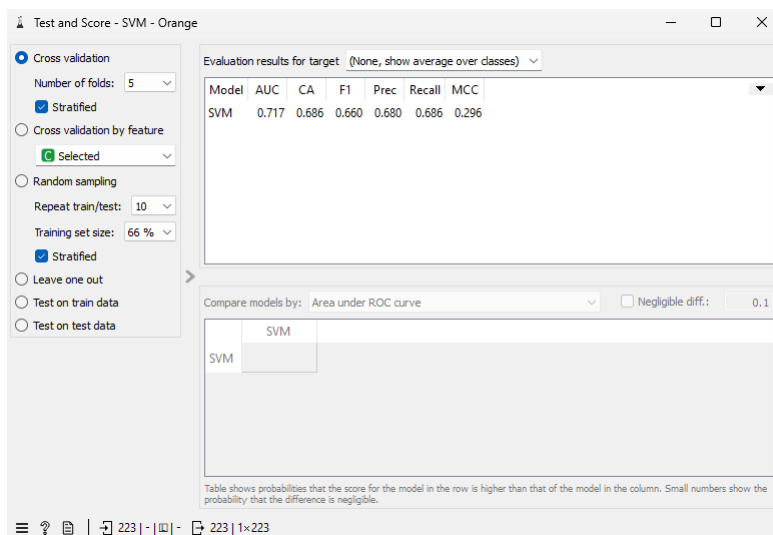 Test and Score - SVM - Orange
Cross validation
Number of folds: 5
Stratified
Cross validation by feature
C Selected
Random sampling
Repeat train/test: 10
Training set size: 66 %
Stratified
Leave one out
Test on train data
Test on test data
Evaluation results for target (None, show average over classes)
Model AUC CA F1 Prec Recall MCC
SVM 0.717 0.686 0.660 0.680 0.686 0.296
Compare models by: Area under ROC curve Negligible diff.: 0.1
SVM
SVM
Table shows probabilities that the score for the model in the row is higher than that of the model in the column. Small numbers show the
probability that the difference is negligible.
223 | - | - 223 | 1×223